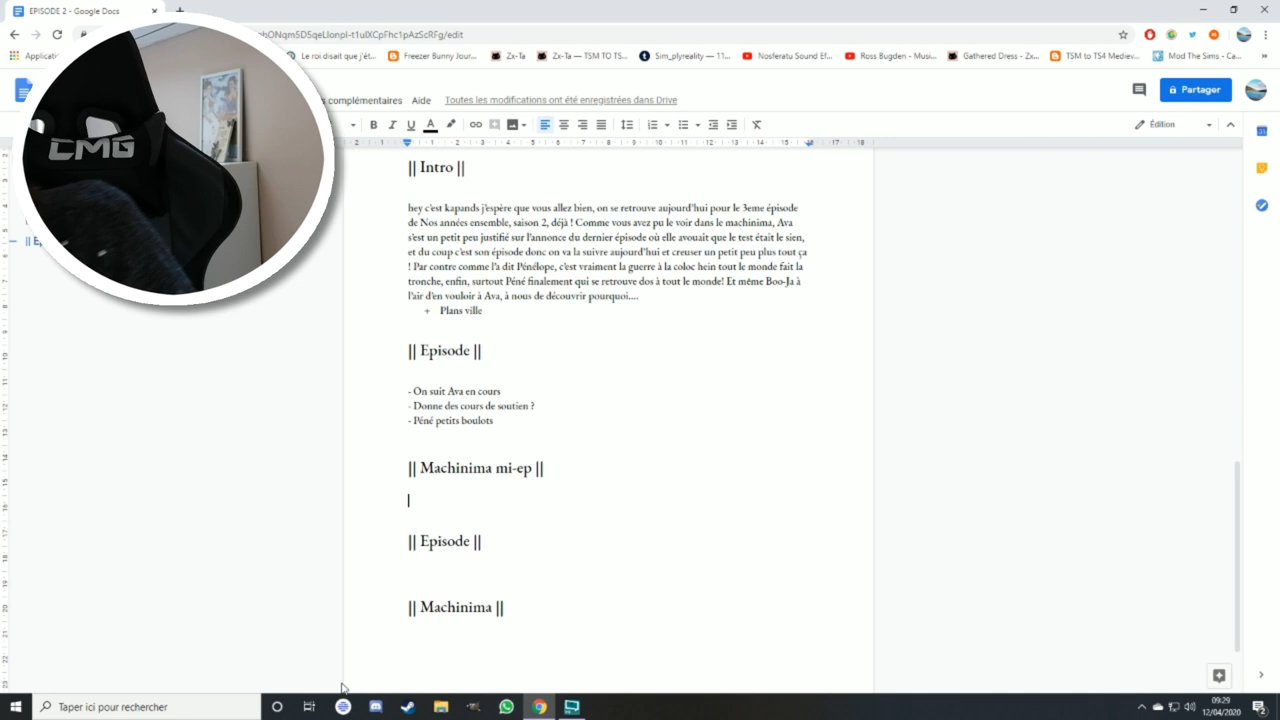 EPISODE 2 - Google Docs
bhONqm5D5qeLlonpI-t1uIXCpFhc1pAzScRFg/edit
Applicati
Le roi disait que j'ét...
Freezer Bunny Jour...
Zx-Ta
Zx-Ta — TSM TO TS...
Sim_plyreality — 11...
Nosferatu Sound Ef...
Ross Bugden - Musi...
Gathered Dress - Zx...
TSM to TS4 Mediev...
Mod The Sims - Ca...
complémentaires
Aide
Toutes les modifications ont été enregistrées dans Drive
Partager
Édition
CMG
|| Ep
|| Intro ||
hey c'est kapands j'espère que vous allez bien, on se retrouve aujourd'hui pour le 3eme épisode
de Nos années ensemble, saison 2, déjà ! Comme vous avez pu le voir dans le machinima, Ava
s'est un petit peu justifié sur l'annonce du dernier épisode où elle avouait que le test était le sien,
et du coup c'est son épisode donc on va la suivre aujourd'hui et creuser un petit peu plus tout ça
! Par contre comme l'a dit Pénélope, c'est vraiment la guerre à la coloc hein tout le monde fait la
tronche, enfin, surtout Péné finalement qui se retrouve dos à tout le monde! Et même Boo-Ja à
l'air d'en vouloir à Ava, à nous de découvrir pourquoi....
+ Plans ville
|| Episode ||
- On suit Ava en cours
- Donne des cours de soutien ?
- Péné petits boulots
|| Machinima mi-ep ||
|| Episode ||
|| Machinima ||
Taper ici pour rechercher
09:29
12/04/2020
2